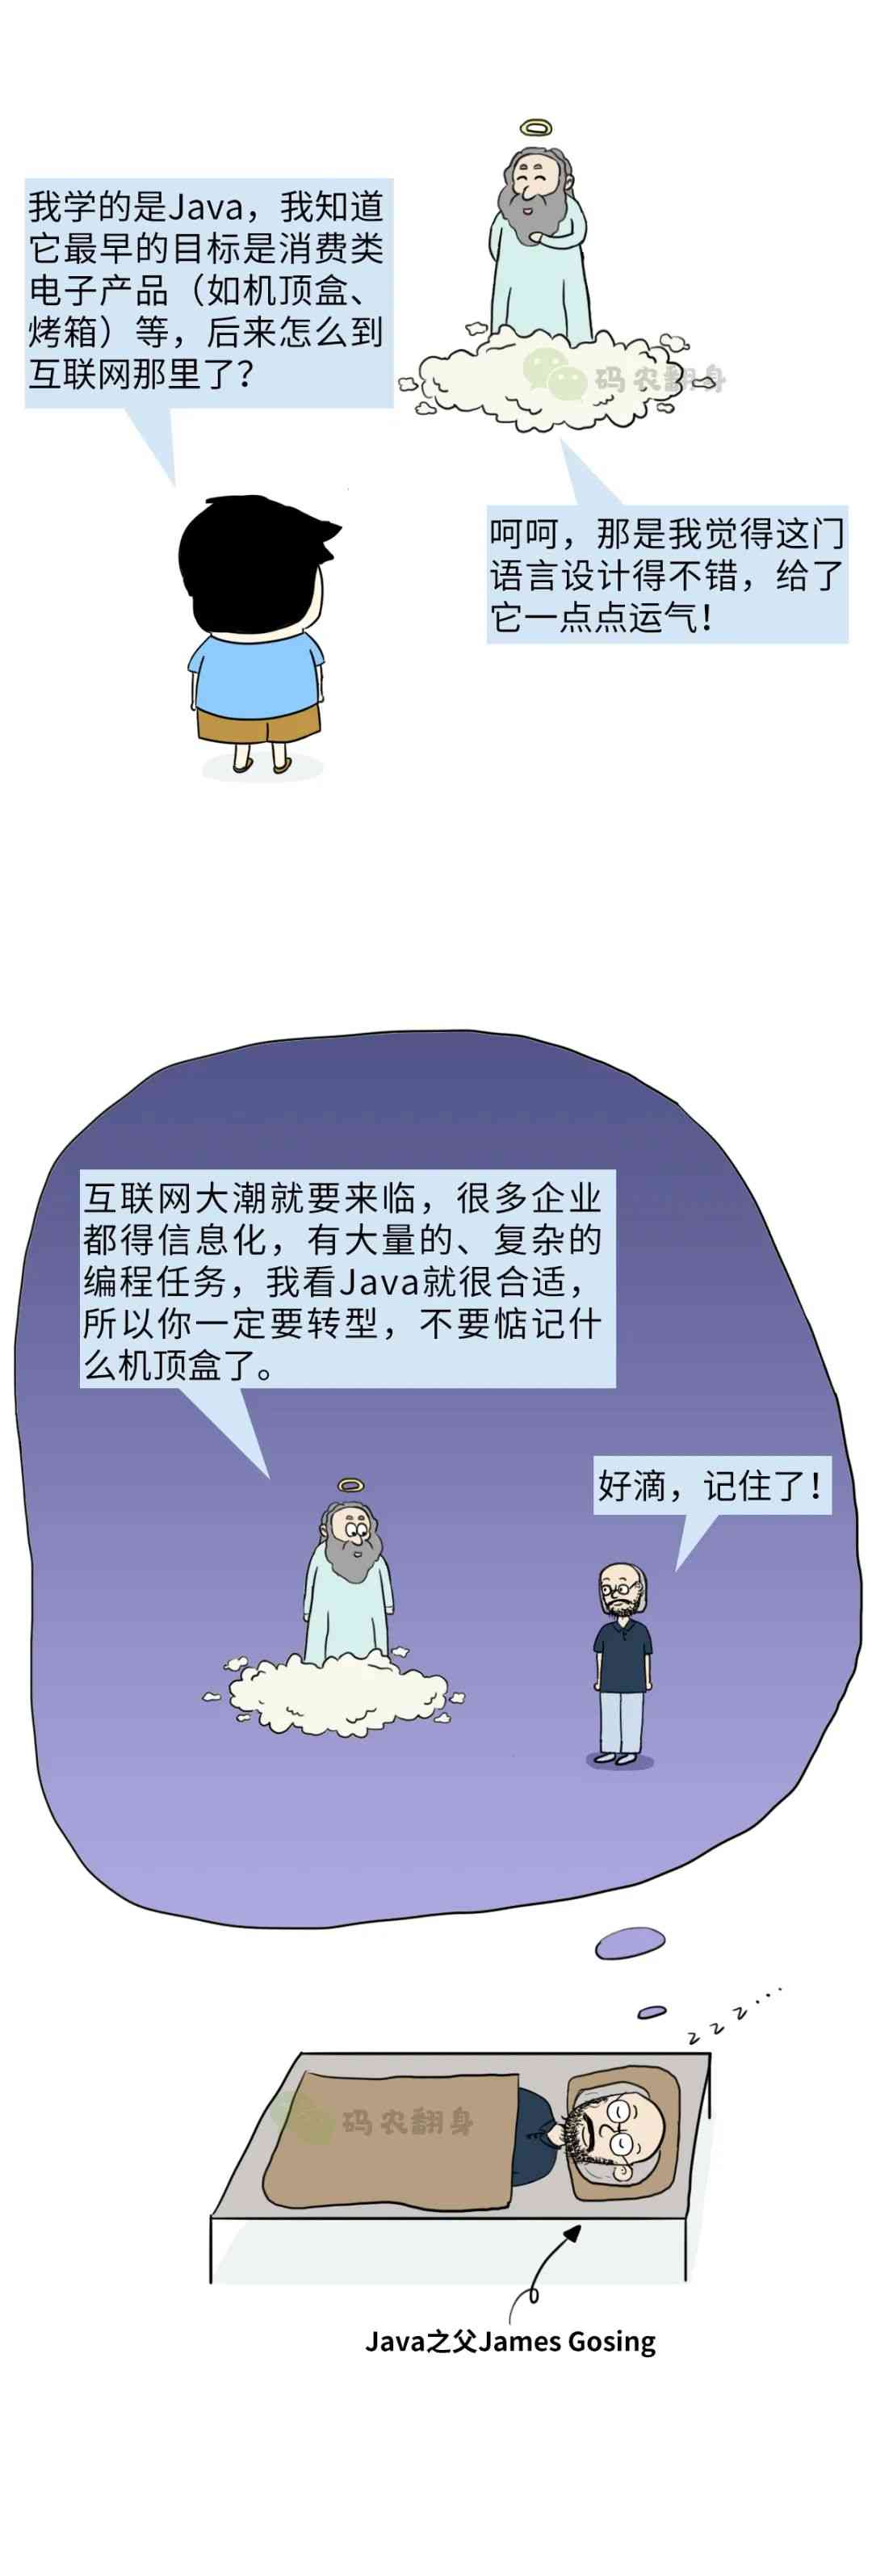 我学的是Java，我知道
它最早的目标是消费类
电子产品（如机顶盒、
烤箱）等，后来怎么到
互联网那里了？
码农翻身
呵呵，那是我觉得这门
语言设计得不错，给了
它一点点运气！
互联网大潮就要来临，很多企业
都得信息化，有大量的、复杂的
编程任务，我看Java就很合适，
所以你一定要转型，不要惦记什
么机顶盒了。
好滴，记住了！
z z z ...
码农翻身
Java之父James Gosing